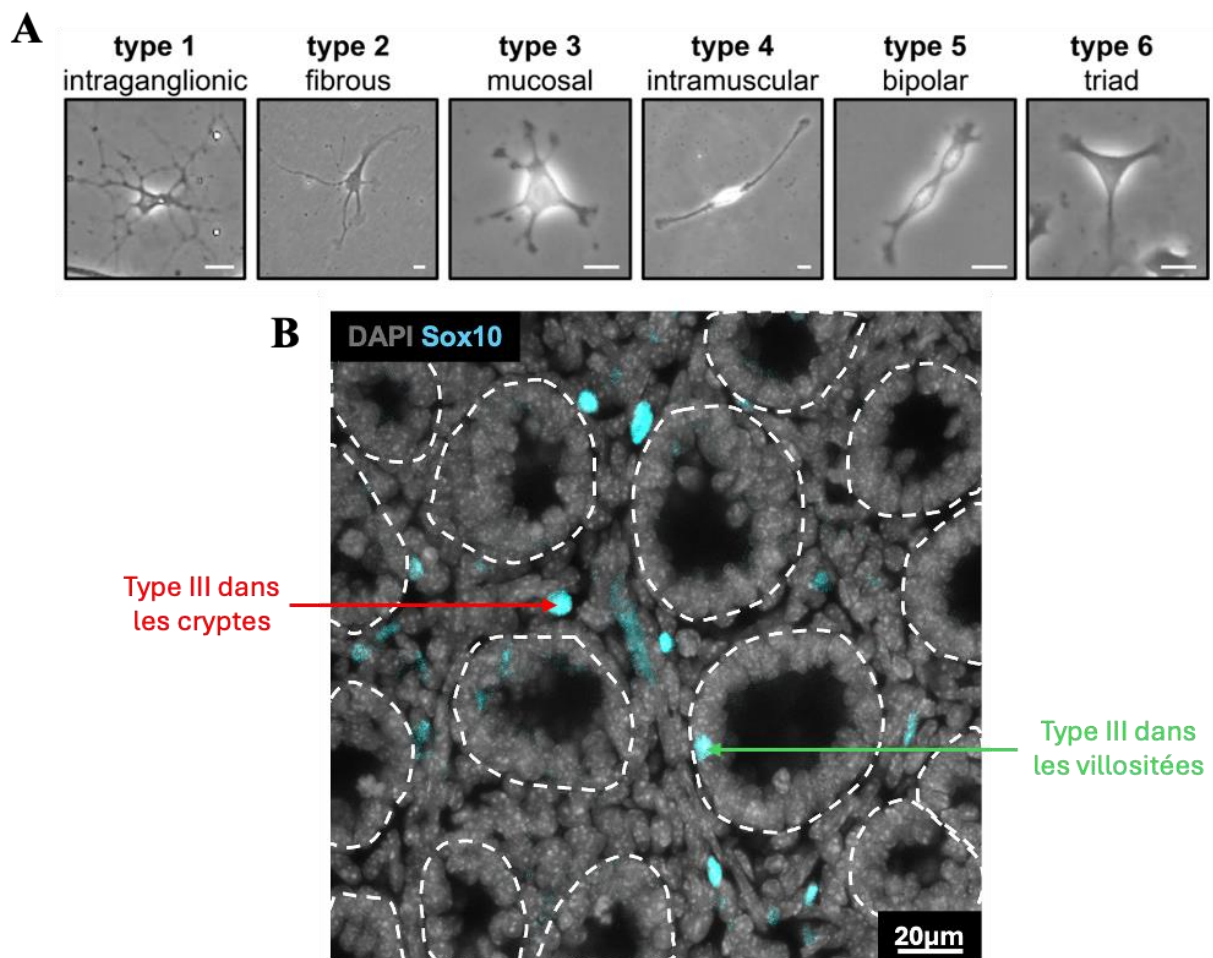 A
type 1
intraganglionic
type 2
fibrous
type 3
mucosal
type 4
intramuscular
type 5
bipolar
type 6
triad
B
DAPI Sox10
Type III dans
les cryptes
Type III dans
les villositées
20µm